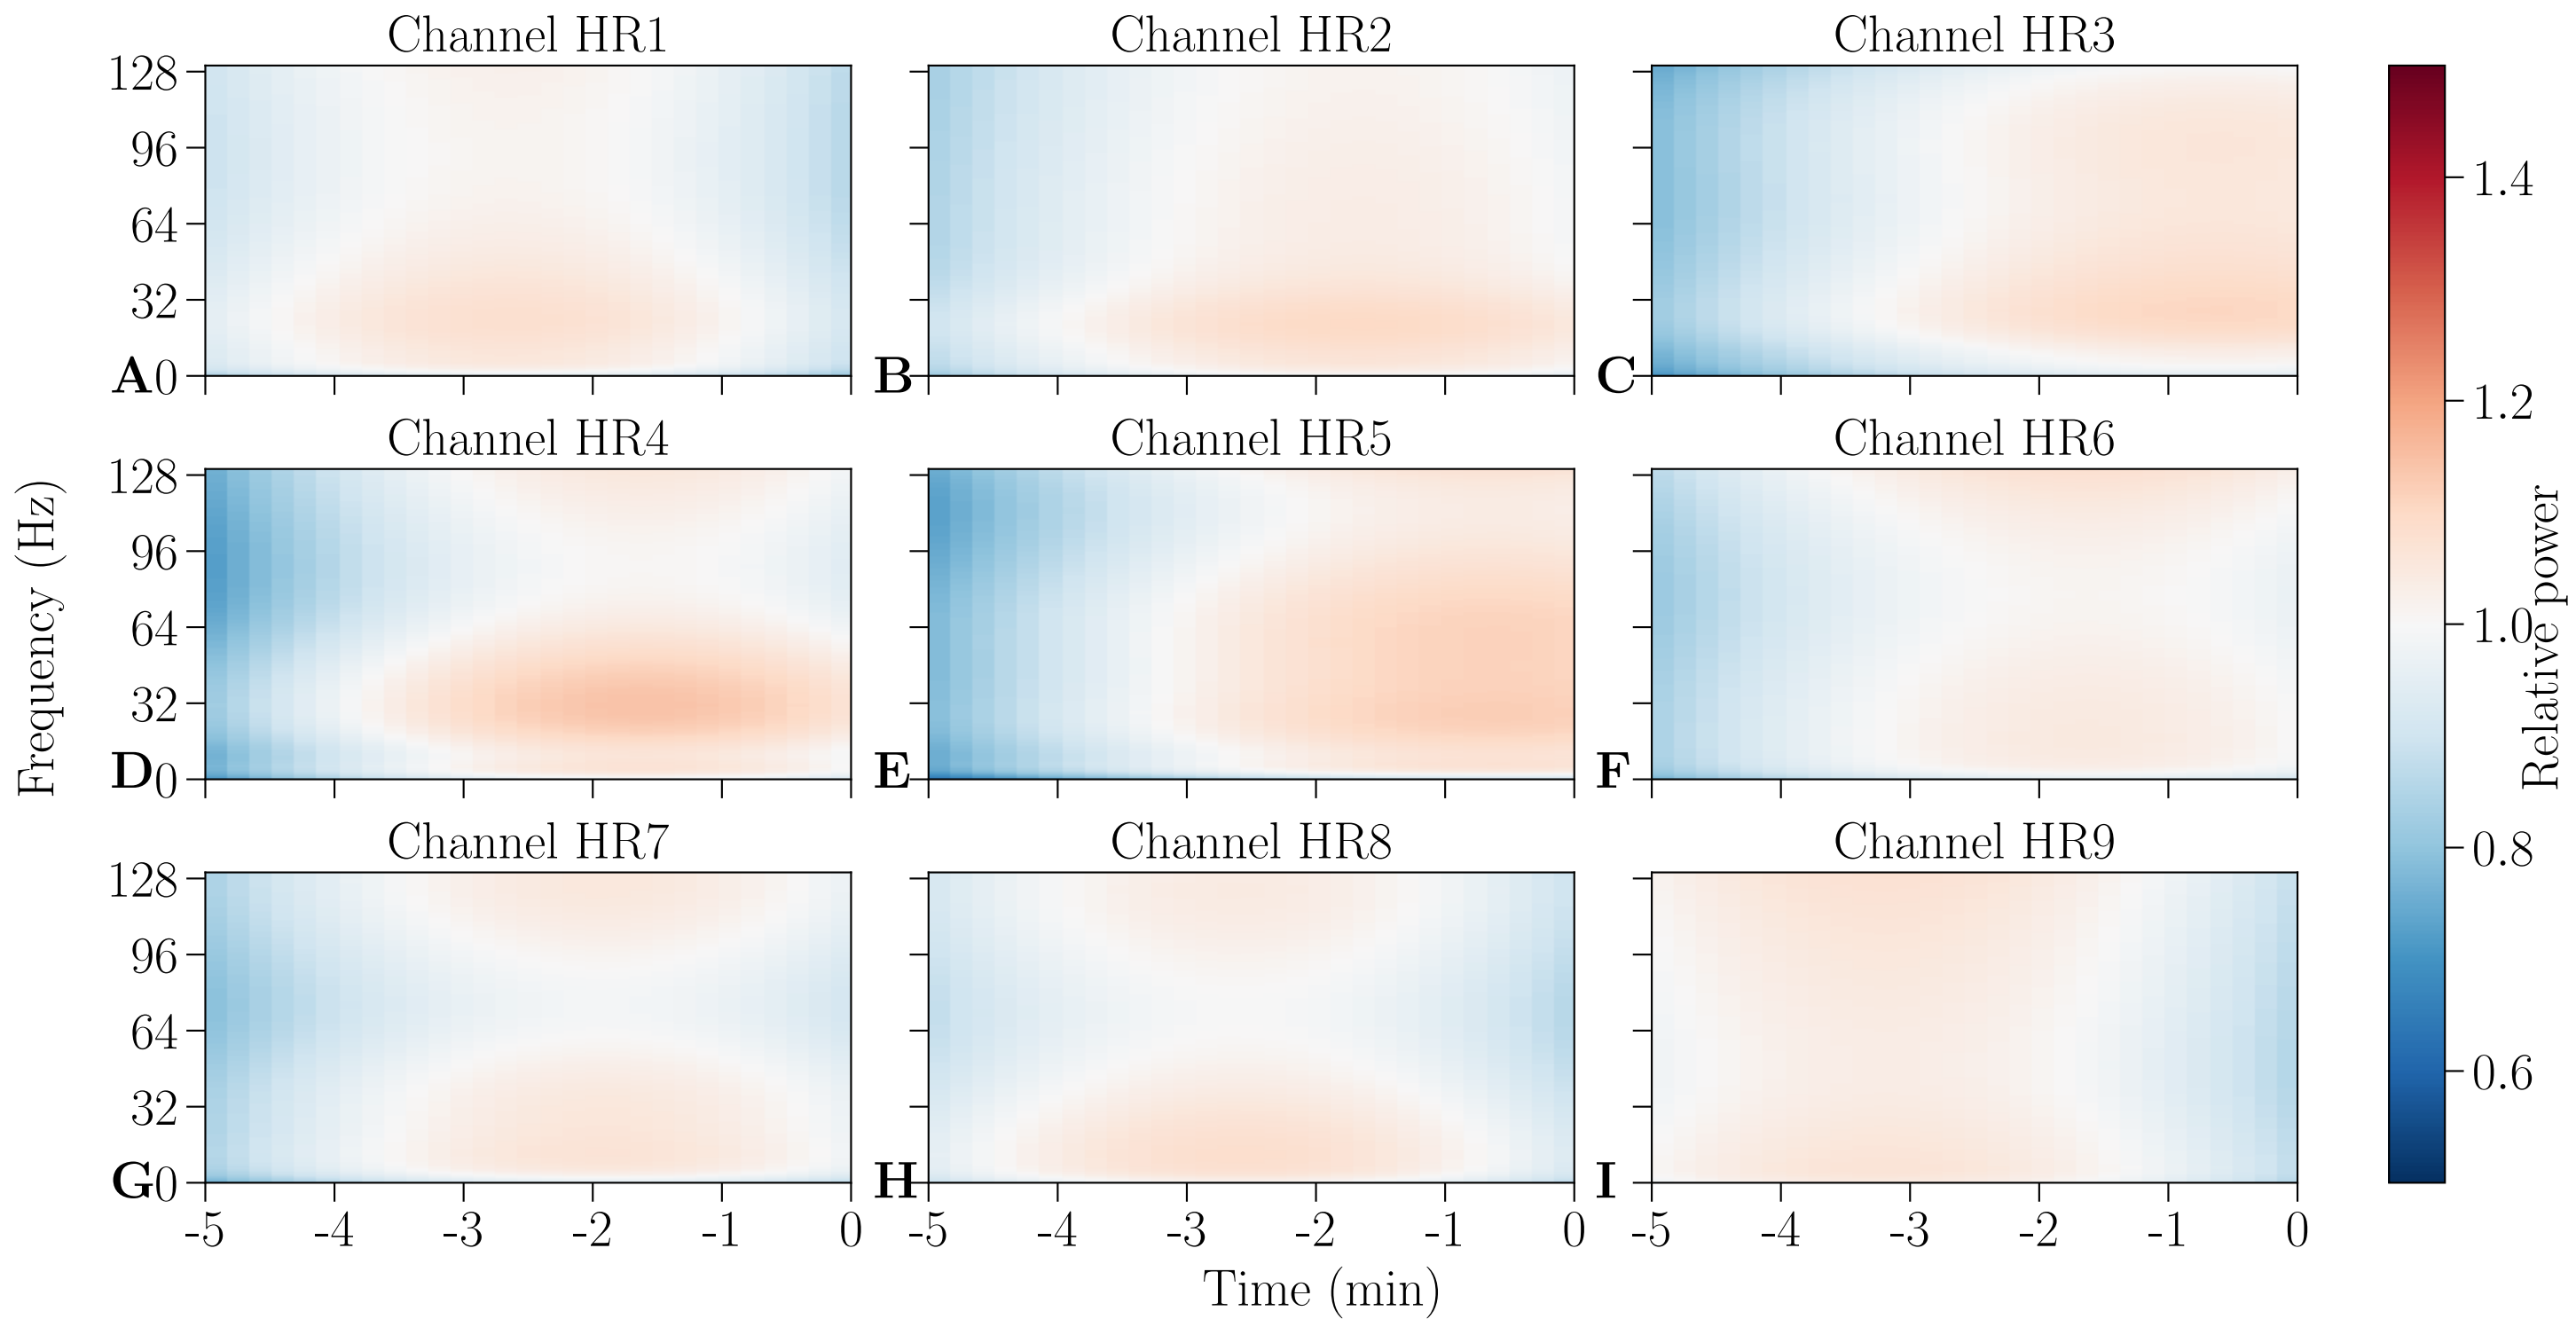 Channel HR1
Channel HR2
Channel HR3
128
96
64
32
0
A
B
C
Channel HR4
Channel HR5
Channel HR6
128
96
64
32
0
D
E
F
Channel HR7
Channel HR8
Channel HR9
128
96
64
32
0
G
H
I
-5 -4 -3 -2 -1 0
-5 -4 -3 -2 -1 0
-5 -4 -3 -2 -1 0
Time (min)
Frequency (Hz)
1.4
1.2
1.0
0.8
0.6
Relative power